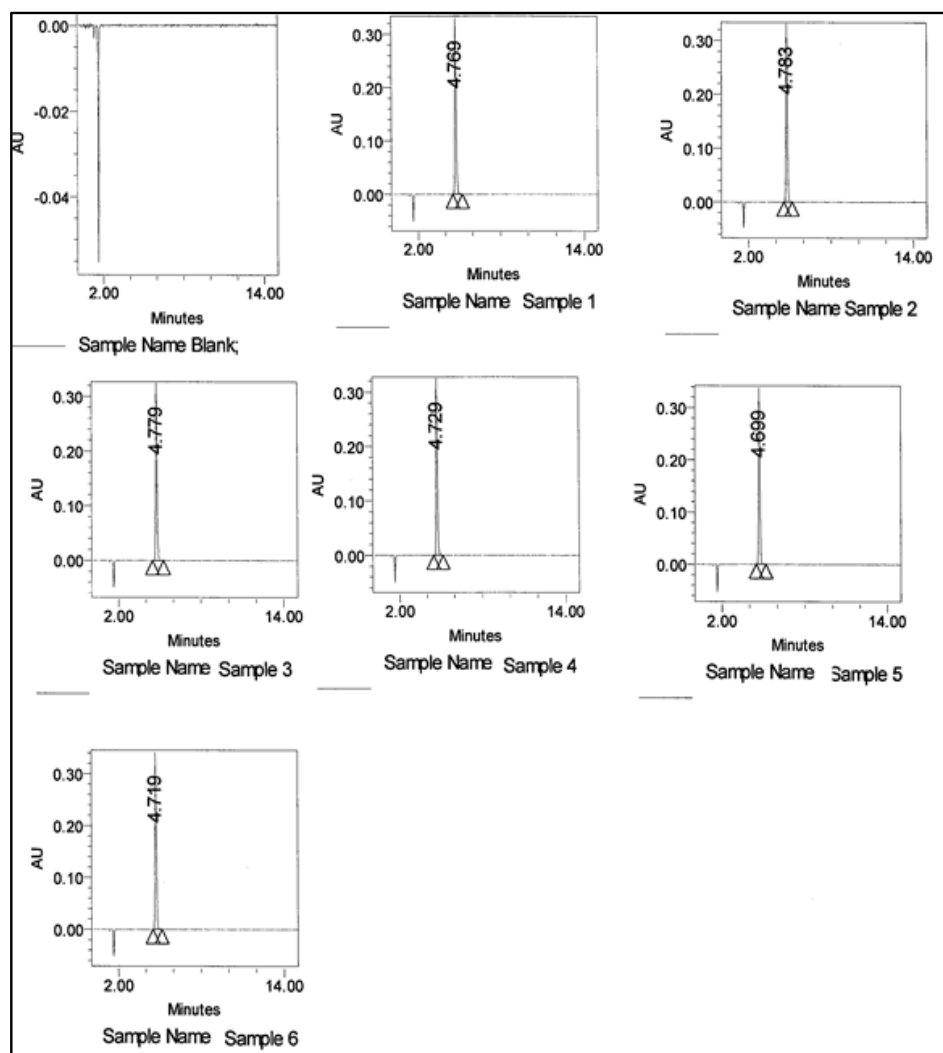 0.00
-0.02
-0.04
AU
2.00
14.00
Minutes
Sample Name Blank;
0.30
0.20
0.10
0.00
AU
4.769
2.00
14.00
Minutes
Sample Name Sample 1
0.30
0.20
0.10
0.00
AU
4.783
2.00
14.00
Minutes
Sample Name Sample 2
0.30
0.20
0.10
0.00
AU
4.779
2.00
14.00
Minutes
Sample Name Sample 3
0.30
0.20
0.10
0.00
AU
4.729
2.00
14.00
Minutes
Sample Name Sample 4
0.30
0.20
0.10
0.00
AU
4.699
2.00
14.00
Minutes
Sample Name Sample 5
0.30
0.20
0.10
0.00
AU
4.719
2.00
14.00
Minutes
Sample Name Sample 6